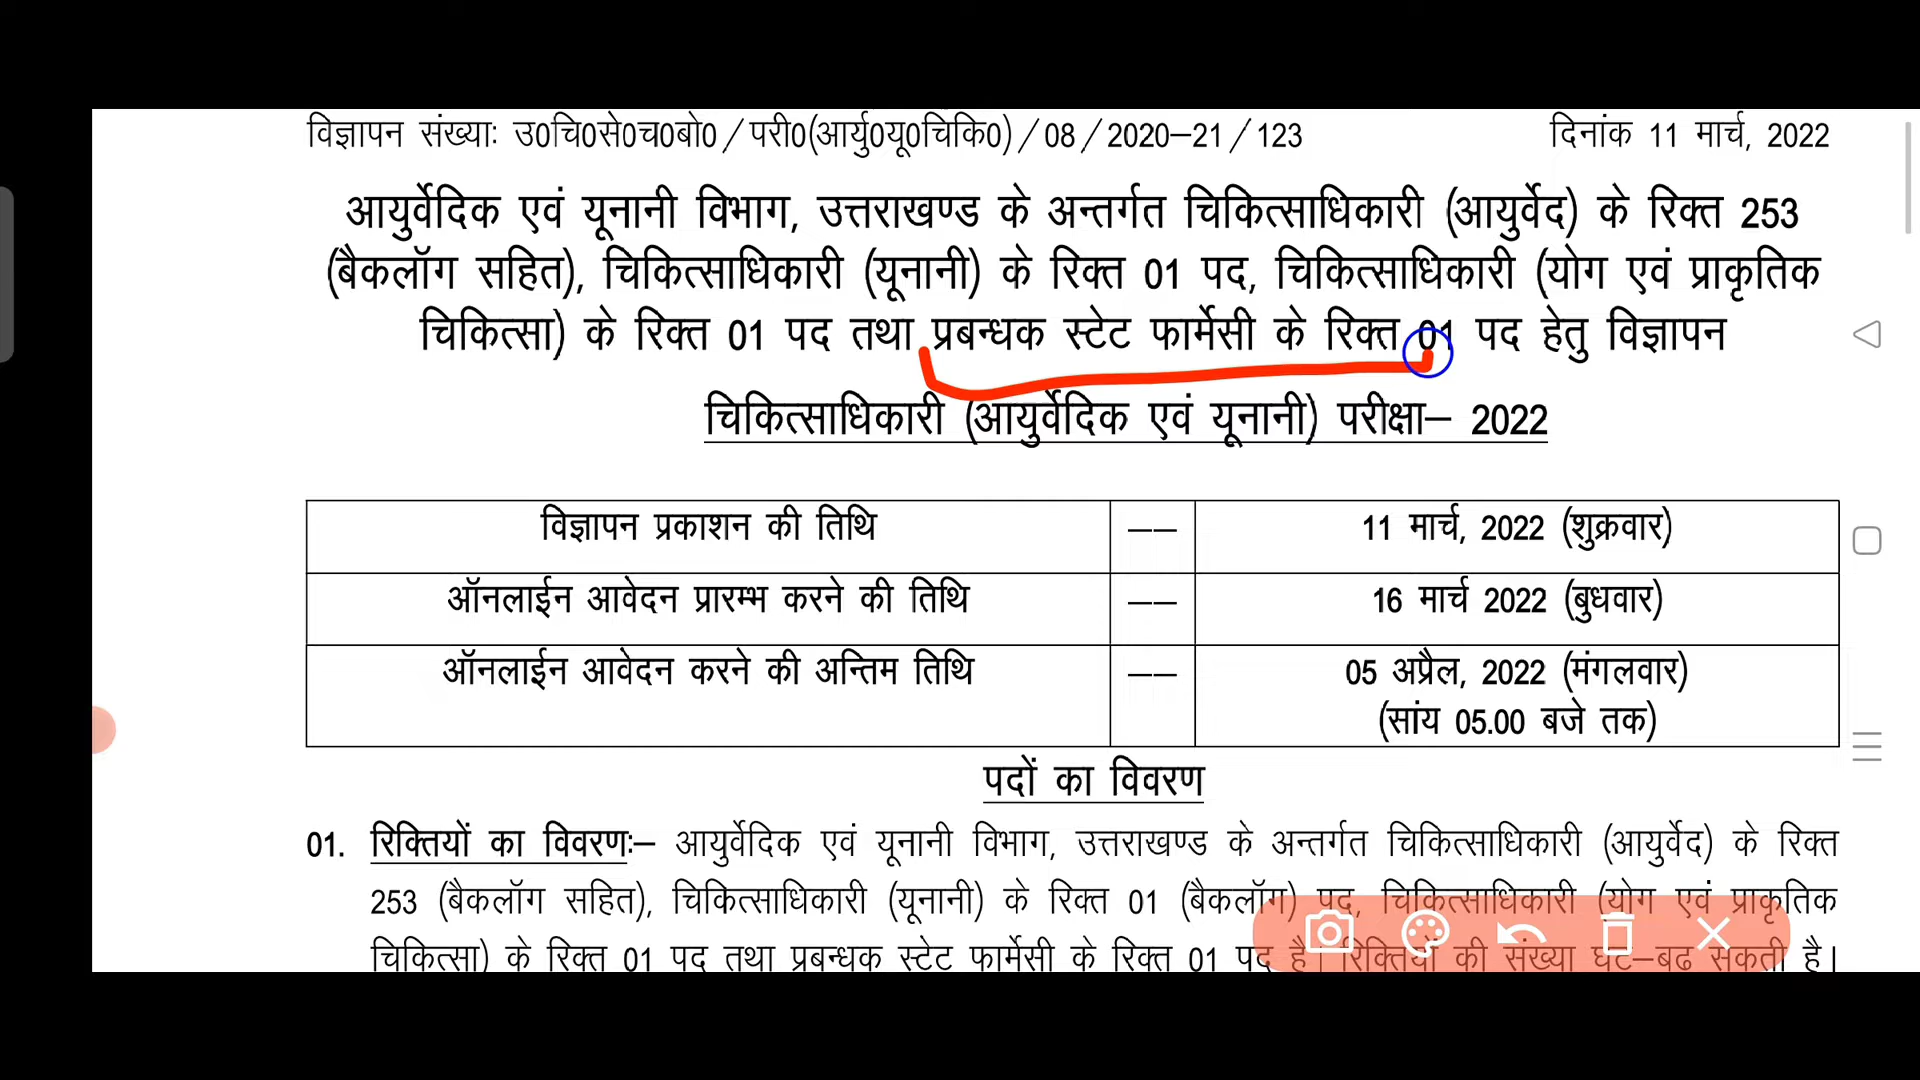 विज्ञापन संख्याः उ0चि0से0च0बो0/परी0(आर्यु0यू0चिकि0)/08/2020–21/123 दिनांक 11 मार्च, 2022
आयुर्वेदिक एवं यूनानी विभाग, उत्तराखण्ड के अन्तर्गत चिकित्साधिकारी (आयुर्वेद) के रिक्त 253
(बैकलॉग सहित), चिकित्साधिकारी (यूनानी) के रिक्त 01 पद, चिकित्साधिकारी (योग एवं प्राकृतिक
चिकित्सा) के रिक्त 01 पद तथा प्रबन्धक स्टेट फार्मेसी के रिक्त 01 पद हेतु विज्ञापन
चिकित्साधिकारी (आयुर्वेदिक एवं यूनानी) परीक्षा– 2022
विज्ञापन प्रकाशन की तिथि –– 11 मार्च, 2022 (शुक्रवार)
ऑनलाईन आवेदन प्रारम्भ करने की तिथि –– 16 मार्च 2022 (बुधवार)
ऑनलाईन आवेदन करने की अन्तिम तिथि –– 05 अप्रैल, 2022 (मंगलवार)
(सांय 05.00 बजे तक)
पदों का विवरण
01. रिक्तियों का विवरणः– आयुर्वेदिक एवं यूनानी विभाग, उत्तराखण्ड के अन्तर्गत चिकित्साधिकारी (आयुर्वेद) के रिक्त
253 (बैकलॉग सहित), चिकित्साधिकारी (यूनानी) के रिक्त 01 (बैकलॉग) पद, चिकित्साधिकारी (योग एवं प्राकृतिक
चिकित्सा) के रिक्त 01 पद तथा प्रबन्धक स्टेट फार्मेसी के रिक्त 01 पद है। रिक्तियों की संख्या घट–बढ़ सकती है।